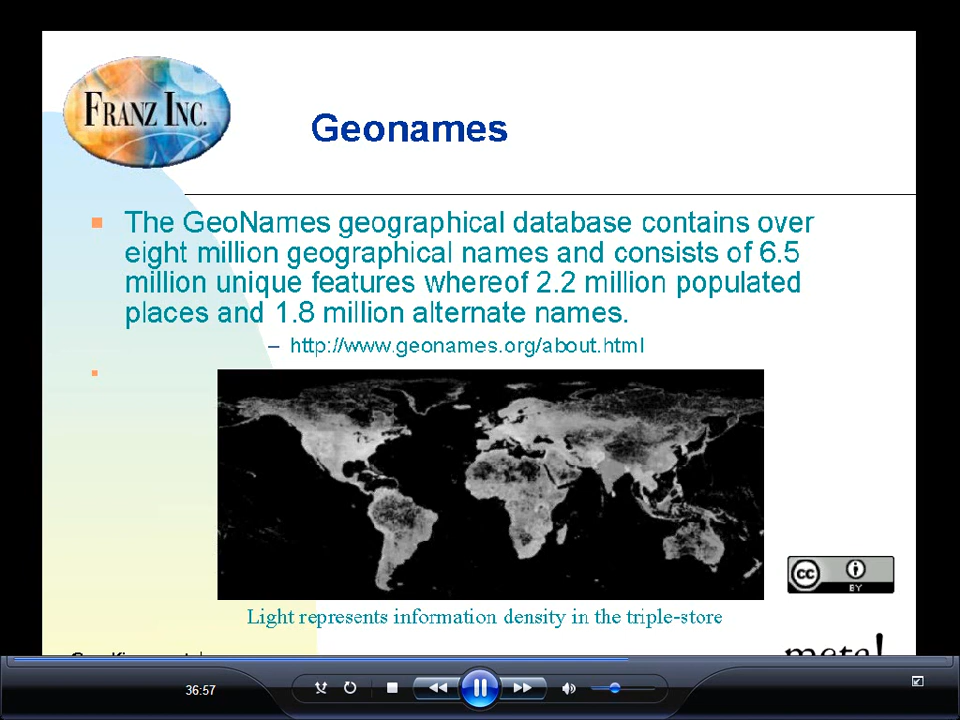 FRANZ INC.
Geonames
The GeoNames geographical database contains over
eight million geographical names and consists of 6.5
million unique features whereof 2.2 million populated
places and 1.8 million alternate names.
– http://www.geonames.org/about.html
cc
BY
Light represents information density in the triple-store
36:57